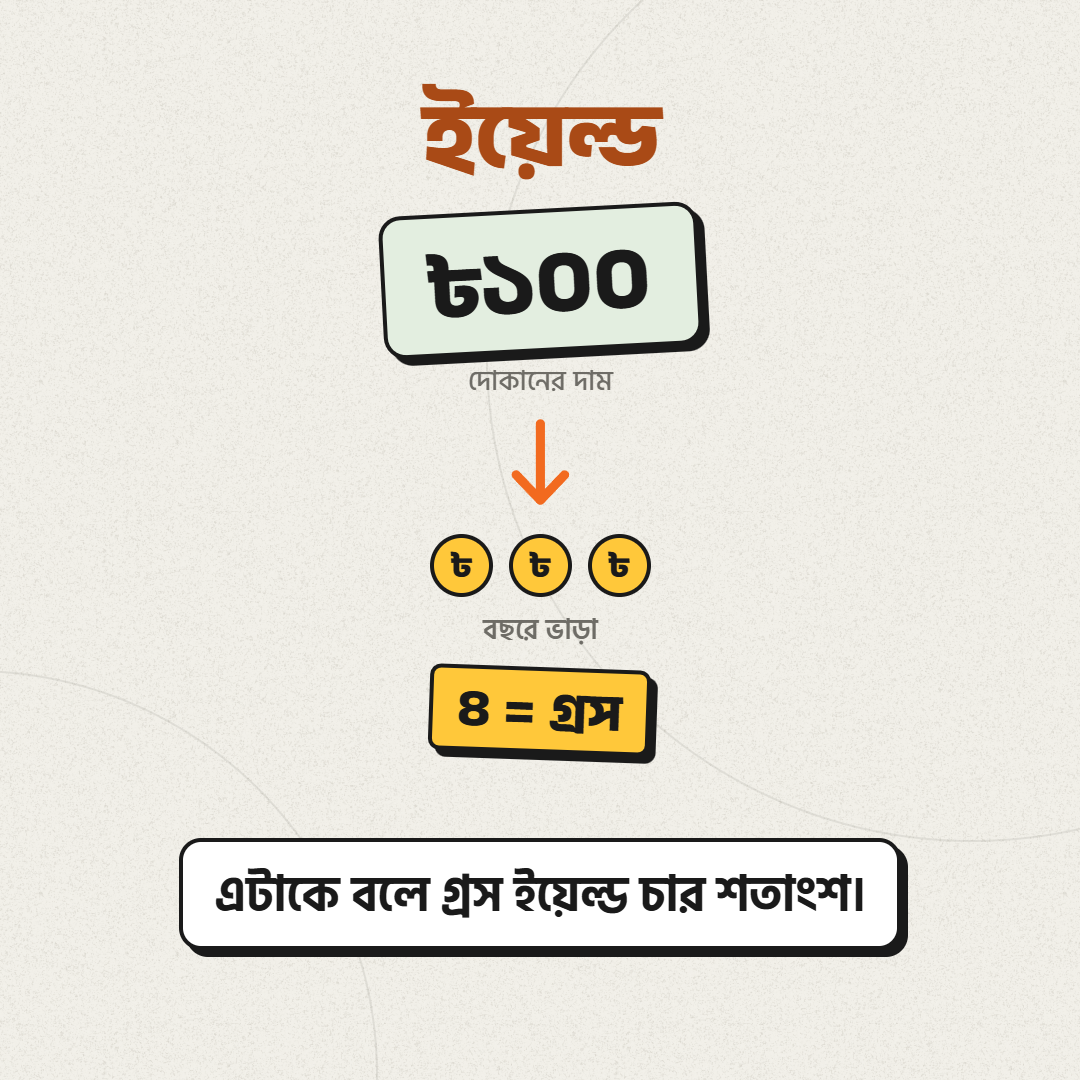 ইয়েল্ড
৳১০০
দোকানের দাম
৳ ৳ ৳
বছরে ভাড়া
৪ = গ্রস
এটাকে বলে গ্রস ইয়েল্ড চার শতাংশ।